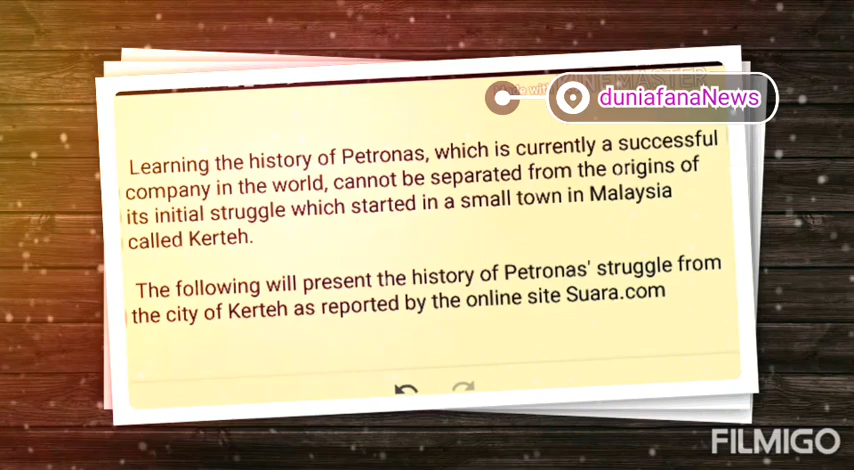 KINEMASTER
duniafanaNews
Learning the history of Petronas, which is currently a successful
company in the world, cannot be separated from the origins of
its initial struggle which started in a small town in Malaysia
called Kerteh.
The following will present the history of Petronas' struggle from
the city of Kerteh as reported by the online site Suara.com
FILMIGO